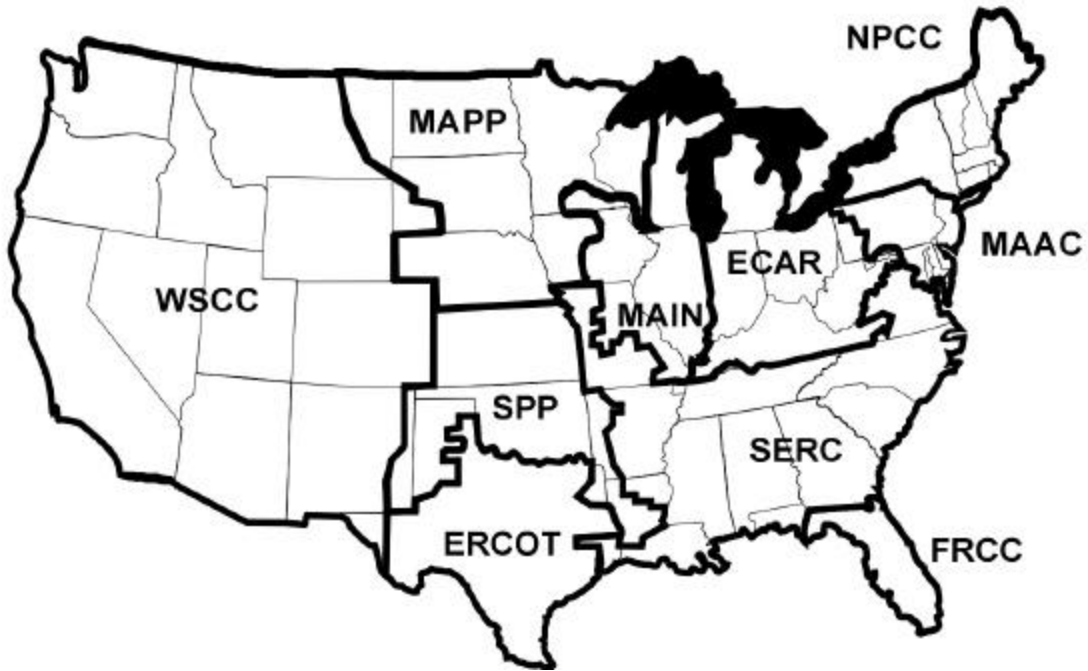 NPCC
MAPP
MAAC
ECAR
WSCC
MAIN
SPP
SERC
ERCOT
FRCC